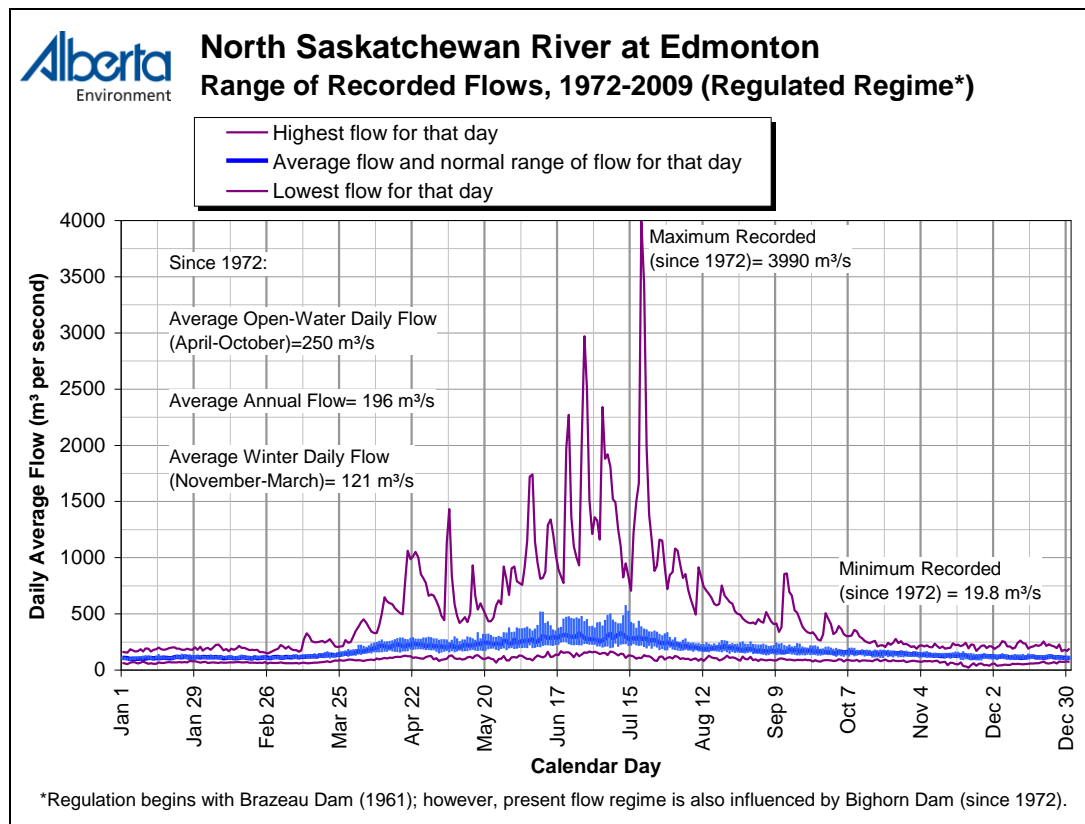 Alberta
Environment
North Saskatchewan River at Edmonton
Range of Recorded Flows, 1972-2009 (Regulated Regime*)
Highest flow for that day
Average flow and normal range of flow for that day
Lowest flow for that day
Daily Average Flow (m³ per second)
4000
3500
3000
2500
2000
1500
1000
500
0
Since 1972:
Average Open-Water Daily Flow
(April-October)=250 m³/s
Average Annual Flow= 196 m³/s
Average Winter Daily Flow
(November-March)= 121 m³/s
Maximum Recorded
(since 1972)= 3990 m³/s
Minimum Recorded
(since 1972) = 19.8 m³/s
Jan 1
Jan 29
Feb 26
Mar 25
Apr 22
May 20
Jun 17
Jul 15
Aug 12
Sep 9
Oct 7
Nov 4
Dec 2
Dec 30
Calendar Day
*Regulation begins with Brazeau Dam (1961); however, present flow regime is also influenced by Bighorn Dam (since 1972).